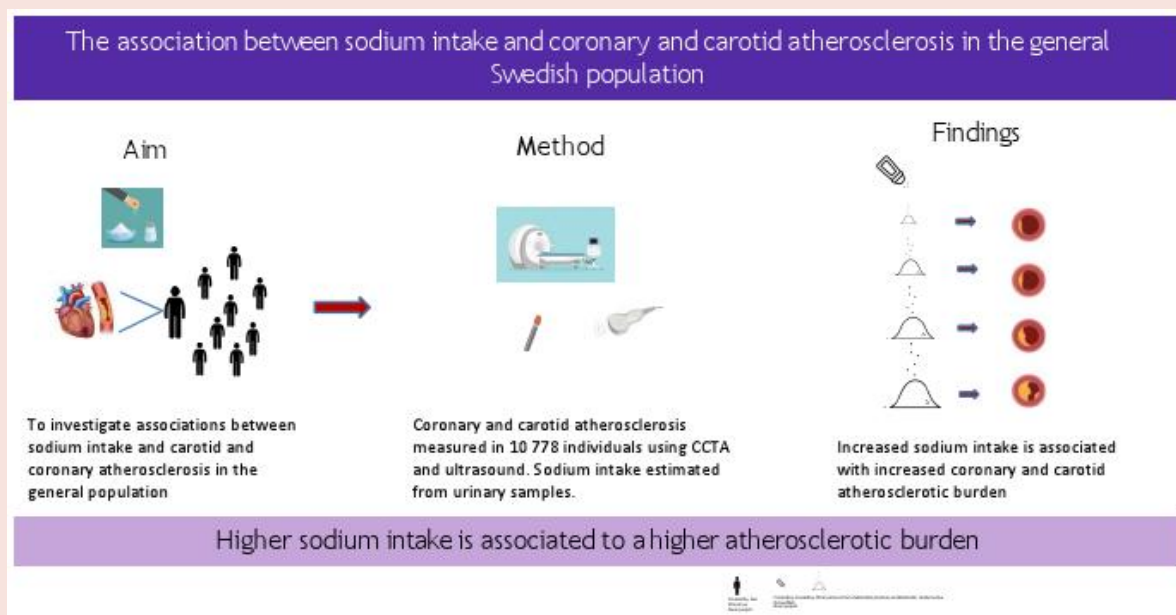 The association between sodium intake and coronary and carotid atherosclerosis in the general
Swedish population
Aim
Method
Findings
To investigate associations between
sodium intake and carotid and
coronary atherosclerosis in the
general population
Coronary and carotid atherosclerosis
measured in 10 778 individuals using CCTA
and ultrasound. Sodium intake estimated
from urinary samples.
Increased sodium intake is associated
with increased coronary and carotid
atherosclerotic burden
Higher sodium intake is associated to a higher atherosclerotic burden